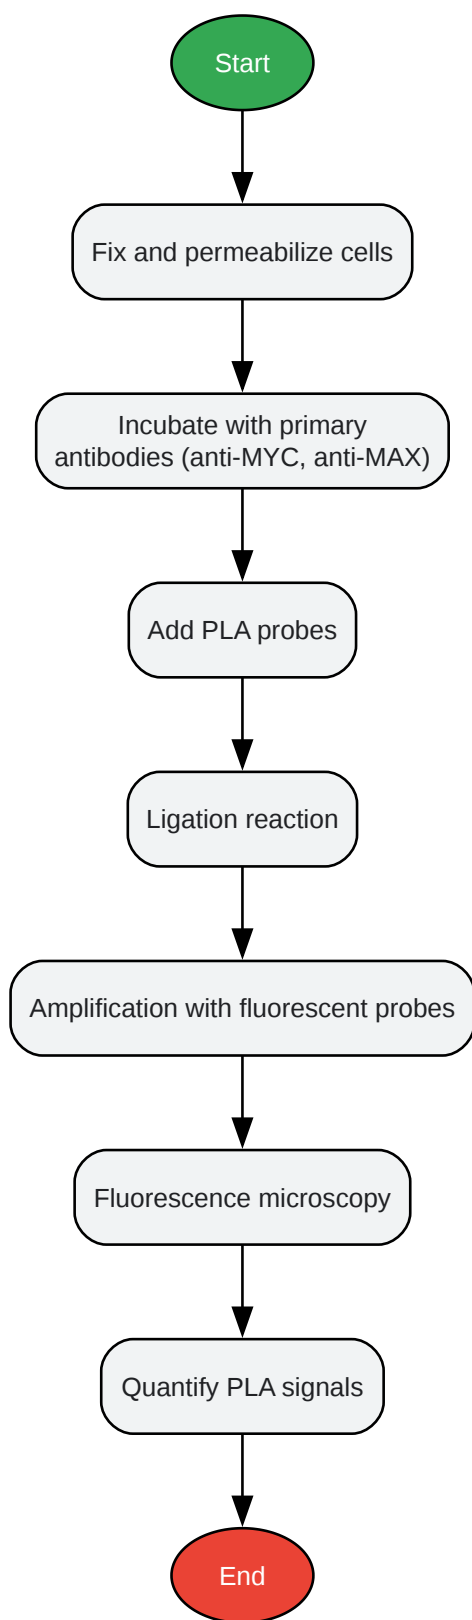 Start
Fix and permeabilize cells
Incubate with primary
antibodies (anti-MYC, anti-MAX)
Add PLA probes
Ligation reaction
Amplification with fluorescent probes
Fluorescence microscopy
Quantify PLA signals
End